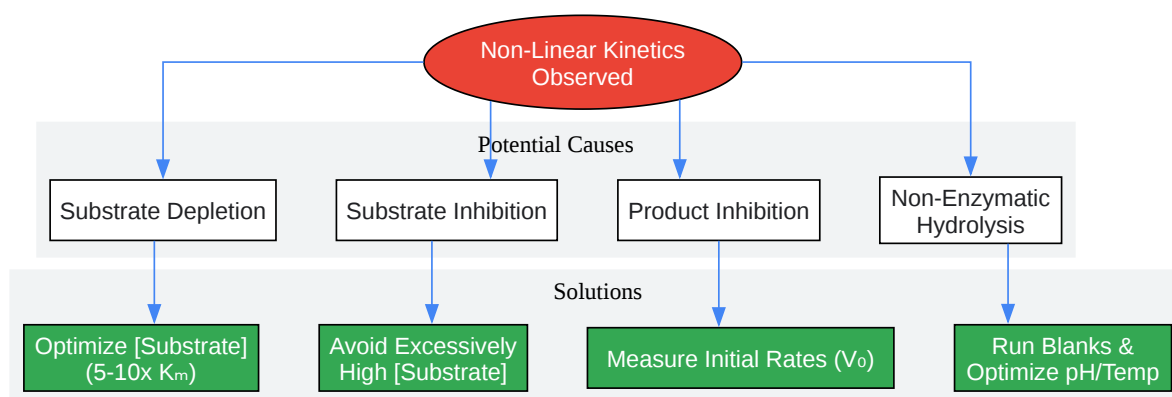 Non-Linear Kinetics
Observed
Potential Causes
Substrate Depletion
Substrate Inhibition
Product Inhibition
Non-Enzymatic
Hydrolysis
Solutions
Optimize [Substrate]
(5-10x Kₘ)
Avoid Excessively
High [Substrate]
Measure Initial Rates (V₀)
Run Blanks &
Optimize pH/Temp